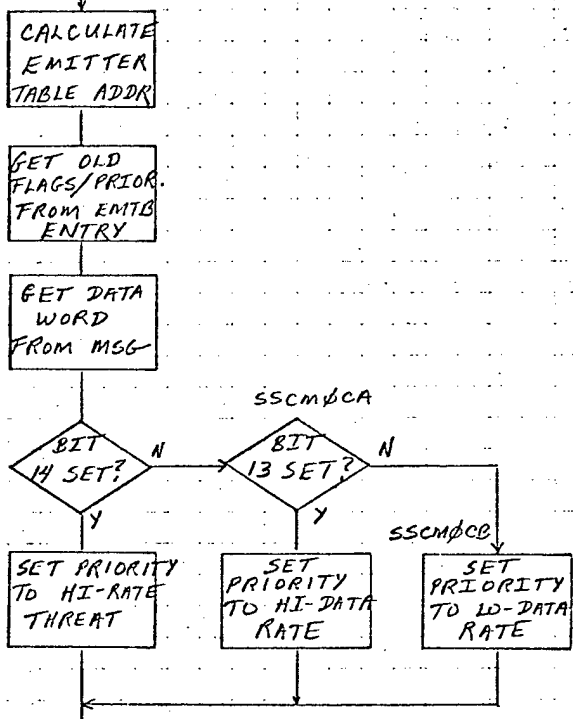 CALCULATE
EMITTER
TABLE ADDR
GET OLD
FLAGS/PRIOR.
FROM EMTB
ENTRY
GET DATA
WORD
FROM MSG
BIT
14 SET?
N
Y
SSCMØCA
BIT
13 SET?
N
Y
SSCMØCB
SET PRIORITY
TO HI-RATE
THREAT
SET
PRIORITY
TO HI-DATA
RATE
SET
PRIORITY
TO LO-DATA
RATE